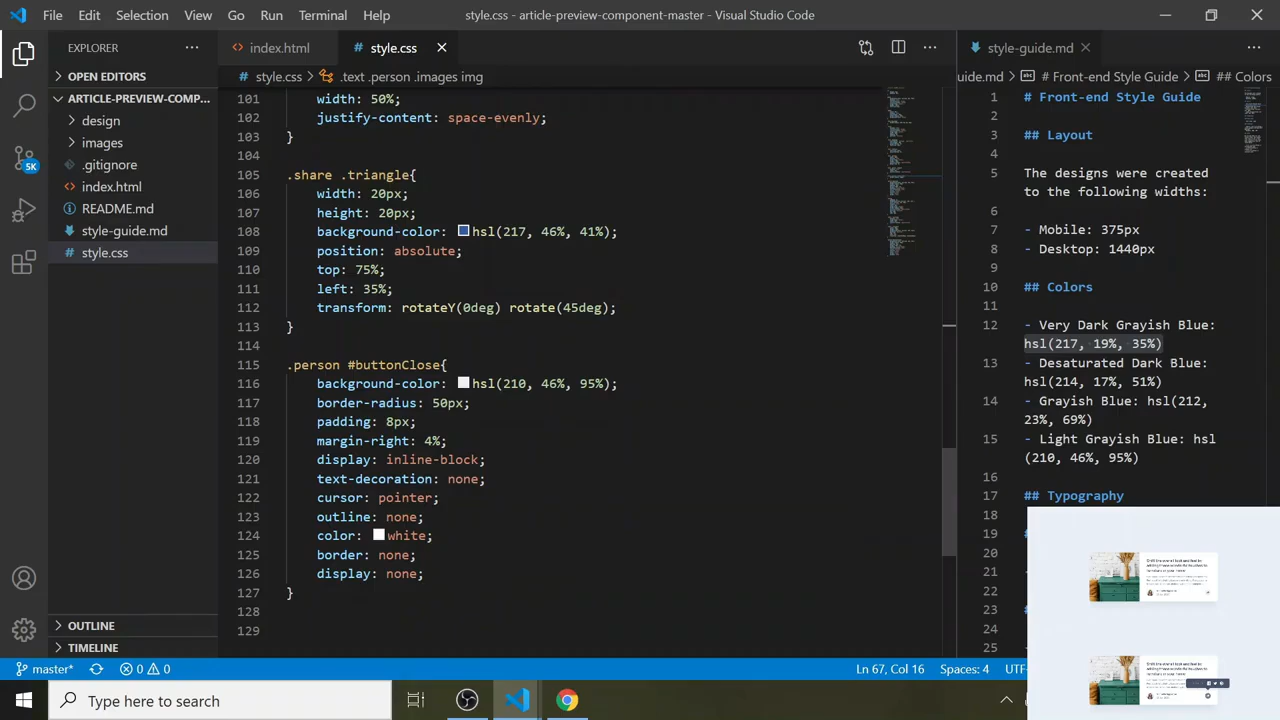 File Edit Selection View Go Run Terminal Help
style.css - article-preview-component-master - Visual Studio Code
EXPLORER
OPEN EDITORS
ARTICLE-PREVIEW-COMP...
design
images
.gitignore
index.html
README.md
style-guide.md
style.css
OUTLINE
TIMELINE
5K
index.html
style.css
style.css > .text .person .images img
101 width: 50%;
102 justify-content: space-evenly;
103 }
104
105 .share .triangle{
106 width: 20px;
107 height: 20px;
108 background-color: hsl(217, 46%, 41%);
109 position: absolute;
110 top: 75%;
111 left: 35%;
112 transform: rotateY(0deg) rotate(45deg);
113 }
114
115 .person #buttonClose{
116 background-color: hsl(210, 46%, 95%);
117 border-radius: 50px;
118 padding: 8px;
119 margin-right: 4%;
120 display: inline-block;
121 text-decoration: none;
122 cursor: pointer;
123 outline: none;
124 color: white;
125 border: none;
126 display: none;
127 }
128
129
style-guide.md
uide.md > # Front-end Style Guide > ## Colors
1 # Front-end Style Guide
2
3 ## Layout
4
5 The designs were created
to the following widths:
6
7 - Mobile: 375px
8 - Desktop: 1440px
9
10 ## Colors
11
12 - Very Dark Grayish Blue:
hsl(217, 19%, 35%)
13 - Desaturated Dark Blue:
hsl(214, 17%, 51%)
14 - Grayish Blue: hsl(212,
23%, 69%)
15 - Light Grayish Blue: hsl
(210, 46%, 95%)
16
17 ## Typography
18
19
20
21
22
23
24
25
master*
0 0
Ln 67, Col 16
Spaces: 4
UTF-
Type here to search